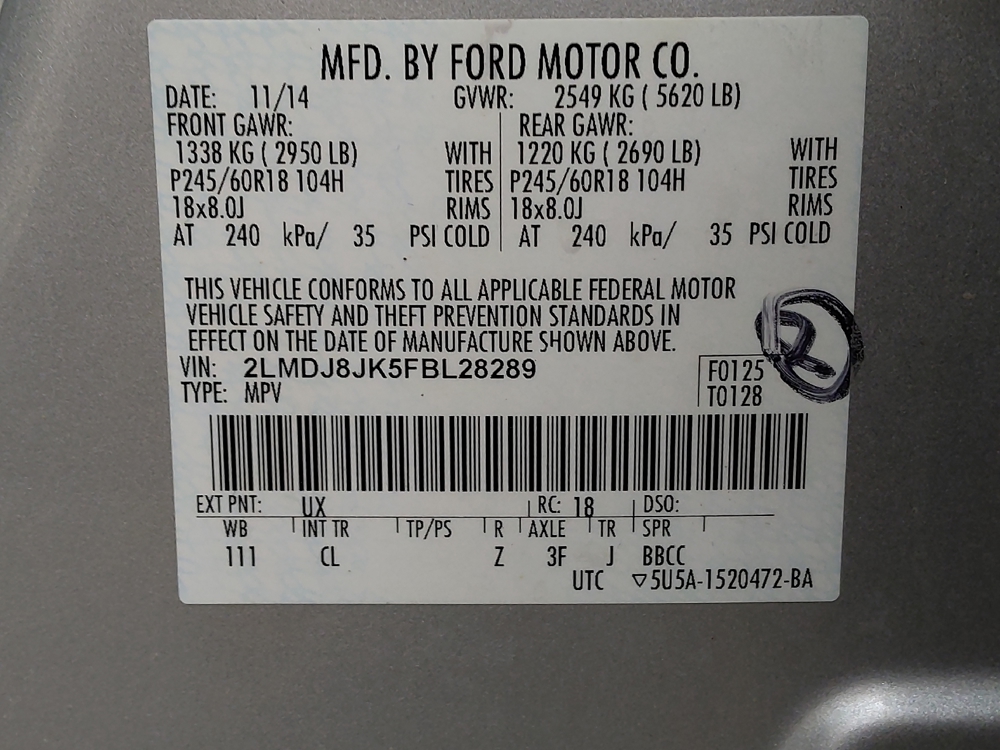 MFD. BY FORD MOTOR CO.
DATE: 11/14 GVWR: 2549 KG ( 5620 LB)
FRONT GAWR: REAR GAWR:
1338 KG ( 2950 LB) WITH 1220 KG ( 2690 LB) WITH
P245/60R18 104H TIRES P245/60R18 104H TIRES
18x8.0J RIMS 18x8.0J RIMS
AT 240 kPa/ 35 PSI COLD AT 240 kPa/ 35 PSI COLD
THIS VEHICLE CONFORMS TO ALL APPLICABLE FEDERAL MOTOR
VEHICLE SAFETY AND THEFT PREVENTION STANDARDS IN
EFFECT ON THE DATE OF MANUFACTURE SHOWN ABOVE.
VIN: 2LMDJ8JK5FBL28289 F0125
TYPE: MPV T0128
2
EXT PNT: UX RC: 18 DSO:
WB INT TR TP/PS R AXLE TR SPR
111 CL Z 3F J BBCC
UTC ▽5U5A-1520472-BA